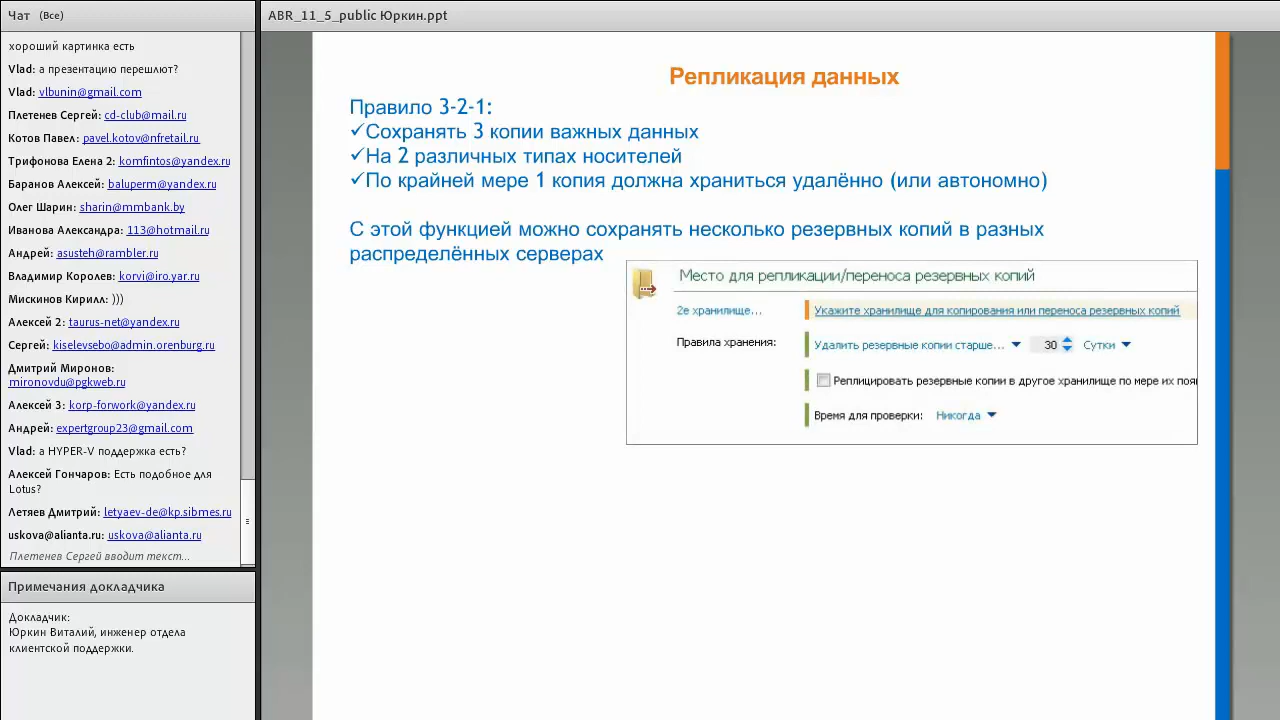 Чат (Все)
хороший картинка есть
Vlad: а презентацию перешлют?
Vlad: vlbunin@gmail.com
Плетенев Сергей: cd-club@mail.ru
Котов Павел: pavel.kotov@nfretail.ru
Трифонова Елена 2: komfintos@yandex.ru
Баранов Алексей: baluperm@yandex.ru
Олег Шарин: sharin@mmbank.by
Иванова Александра: 113@hotmail.ru
Андрей: asusteh@rambler.ru
Владимир Королев: korvi@iro.yar.ru
Мискинов Кирилл: )))
Алексей 2: taurus-net@yandex.ru
Сергей: kiselevsebo@admin.orenburg.ru
Дмитрий Миронов:
mironovdu@pgkweb.ru
Алексей 3: korp-forwork@yandex.ru
Андрей: expertgroup23@gmail.com
Vlad: а HYPER-V поддержка есть?
Алексей Гончаров: Есть подобное для
Lotus?
Летяев Дмитрий: letyaev-de@kp.sibmes.ru
uskova@alianta.ru: uskova@alianta.ru
Плетенев Сергей вводит текст...
Примечания докладчика
Докладчик:
Юркин Виталий, инженер отдела
клиентской поддержки.
ABR_11_5_public Юркин.ppt
Репликация данных
Правило 3-2-1:
✓Сохранять 3 копии важных данных
✓На 2 различных типах носителей
✓По крайней мере 1 копия должна храниться удалённо (или автономно)
С этой функцией можно сохранять несколько резервных копий в разных
распределённых серверах
Место для репликации/переноса резервных копий
2е хранилище... Укажите хранилище для копирования или переноса резервных копий
Правила хранения: Удалить резервные копии старше... 30 Сутки
Реплицировать резервные копии в другое хранилище по мере их
Время для проверки: Никогда